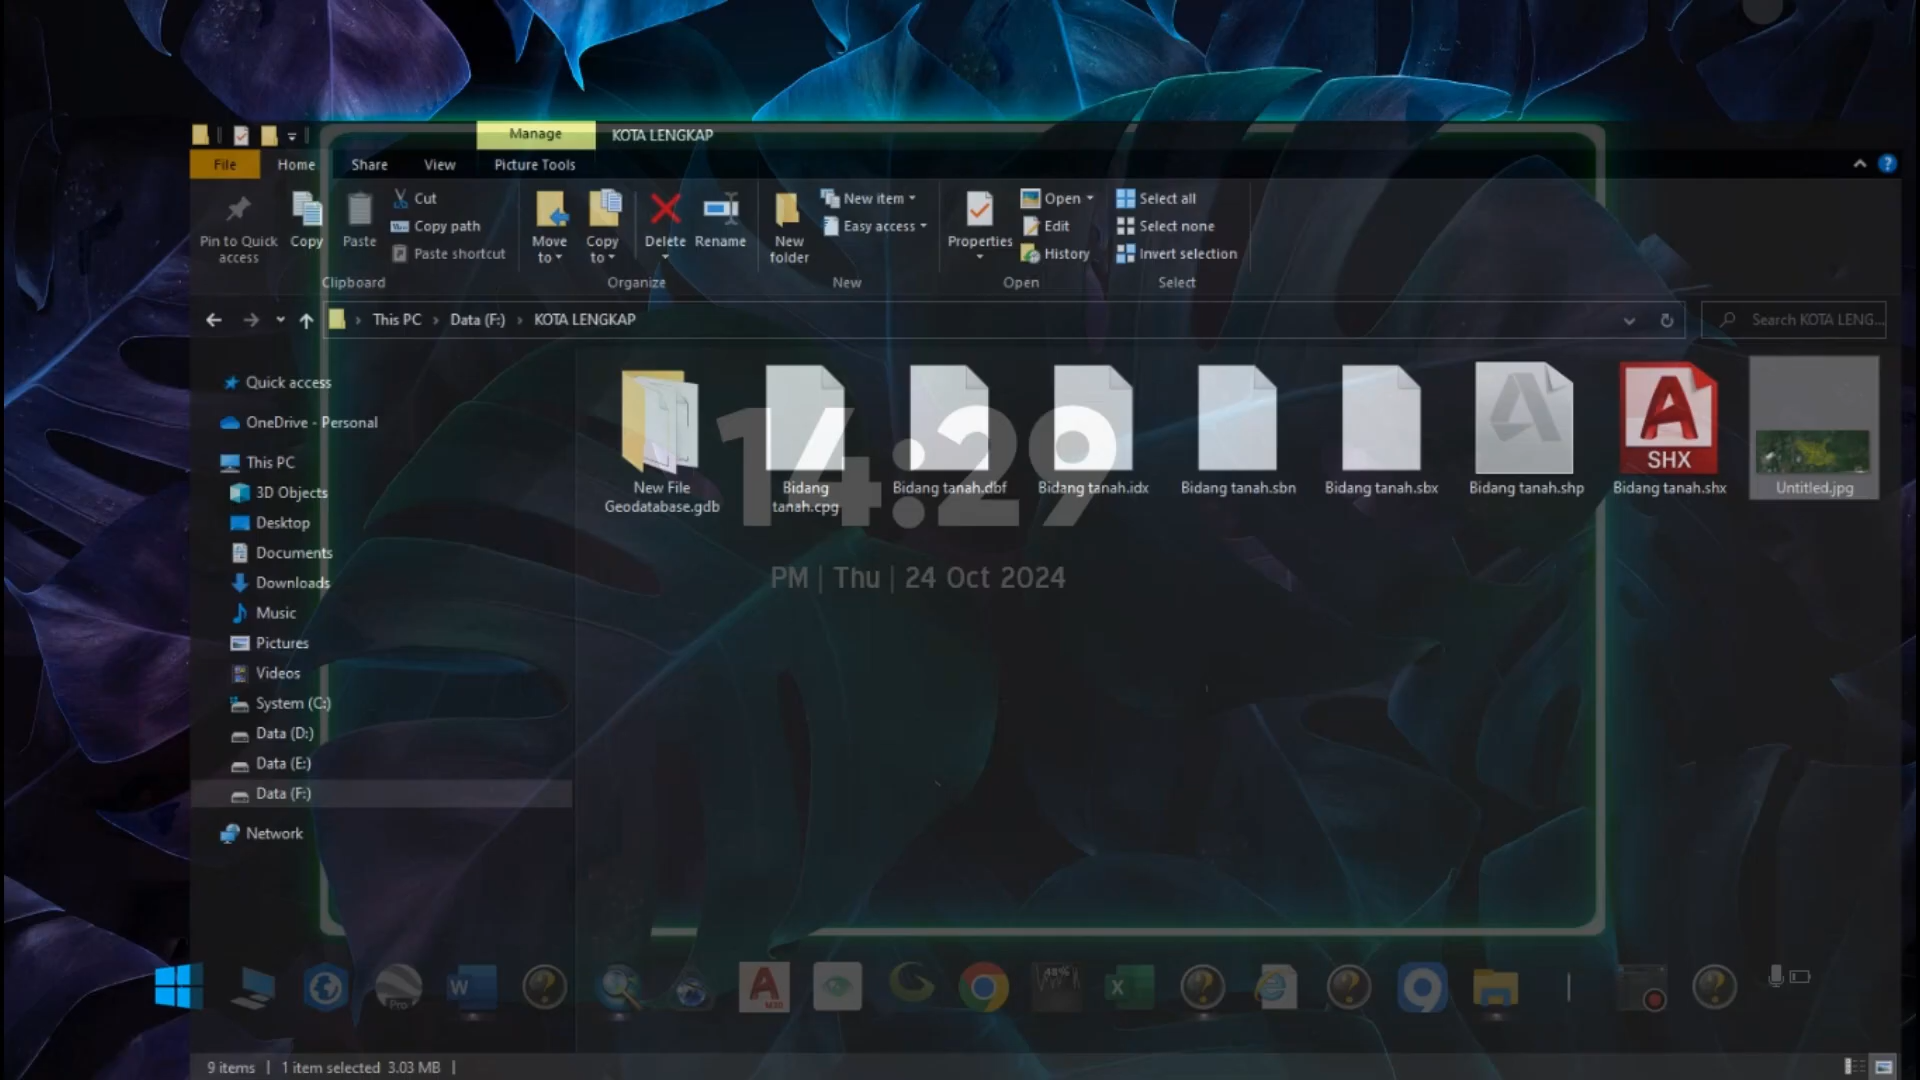 Manage
KOTA LENGKAP
File
Home
Share
View
Picture Tools
Pin to Quick
access
Copy
Paste
Cut
Copy path
Paste shortcut
Clipboard
Move
to
Copy
to
Delete
Rename
Organize
New
folder
New item
Easy access
New
Properties
Open
Edit
History
Open
Select all
Select none
Invert selection
Select
This PC
Data (F:)
KOTA LENGKAP
Search KOTA LENG...
Quick access
OneDrive - Personal
This PC
3D Objects
Desktop
Documents
Downloads
Music
Pictures
Videos
System (C:)
Data (D:)
Data (E:)
Data (F:)
Network
New File
Geodatabase.gdb
Bidang
tanah.cpg
Bidang tanah.dbf
Bidang tanah.idx
Bidang tanah.sbn
Bidang tanah.sbx
Bidang tanah.shp
SHX
Bidang tanah.shx
Untitled.jpg
14:29
PM | Thu | 24 Oct 2024
Pro
W
48%
X
9 items | 1 item selected 3.03 MB |